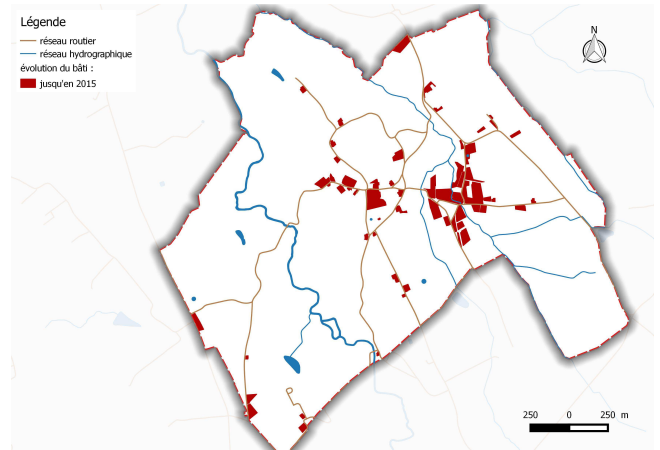 Légende
réseau routier
réseau hydrographique
évolution du bâti :
jusqu'en 2015
N
250 0 250 m